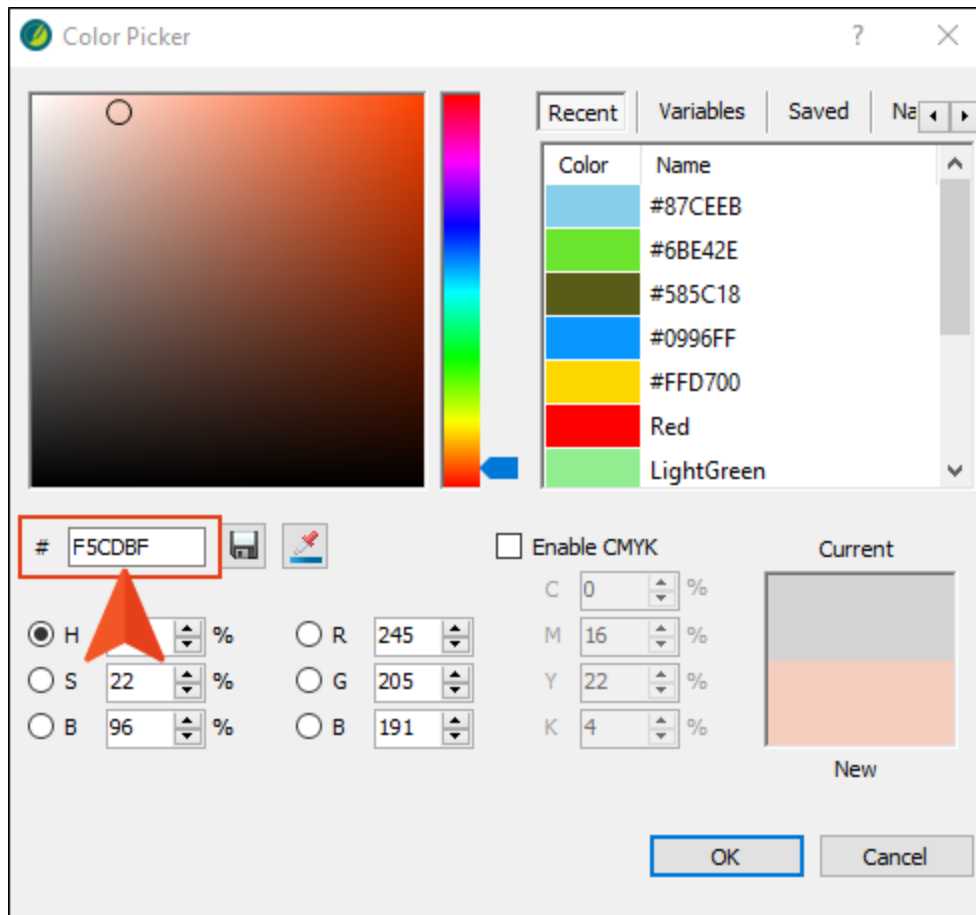 Color Picker ?
Recent Variables Saved Na
Color Name
#87CEEB
#6BE42E
#585C18
#0996FF
#FFD700
Red
LightGreen
# F5CDBF
Enable CMYK
Current
C 0 %
H % R 245 M 16 %
S 22 % G 205 Y 22 %
B 96 % B 191 K 4 %
New
OK Cancel